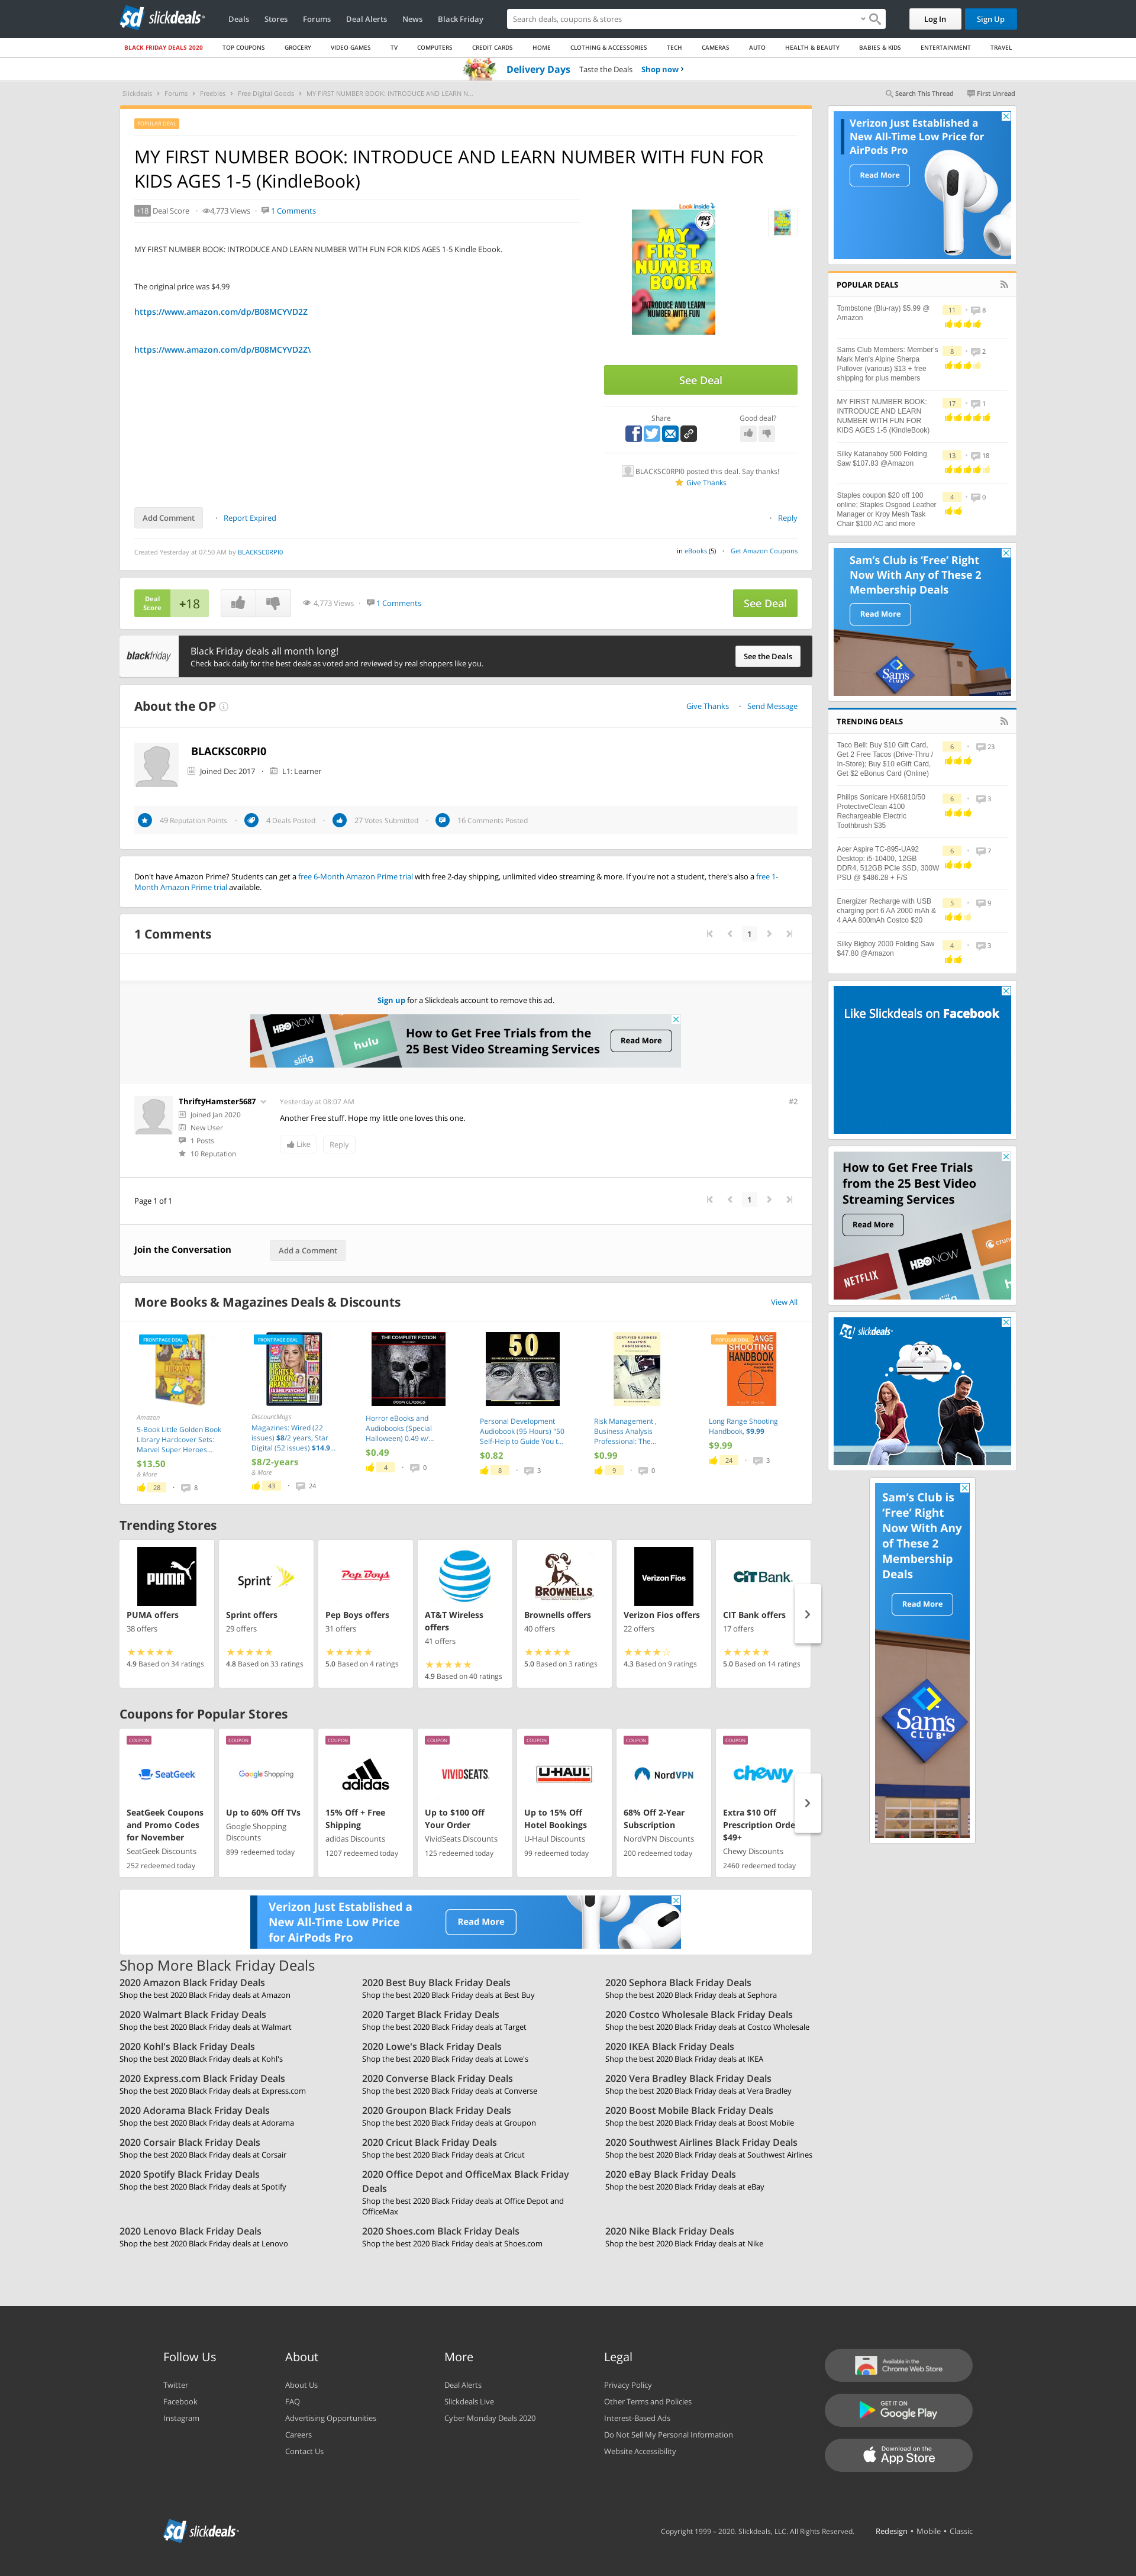 sd slickdeals
Deals Stores Forums Deal Alerts News Black Friday
Search deals, coupons & stores
Log In
Sign Up
BLACK FRIDAY DEALS 2020 TOP COUPONS GROCERY VIDEO GAMES TV COMPUTERS CREDIT CARDS HOME CLOTHING & ACCESSORIES TECH CAMERAS AUTO HEALTH & BEAUTY BABIES & KIDS ENTERTAINMENT TRAVEL
Delivery Days Taste the Deals Shop now ›
Slickdeals › Forums › Freebies › Free Digital Goods › MY FIRST NUMBER BOOK: INTRODUCE AND LEARN N...
Search This Thread First Unread
POPULAR DEAL
MY FIRST NUMBER BOOK: INTRODUCE AND LEARN NUMBER WITH FUN FOR
KIDS AGES 1-5 (KindleBook)
+18 Deal Score • 4,773 Views • 1 Comments
MY FIRST NUMBER BOOK: INTRODUCE AND LEARN NUMBER WITH FUN FOR KIDS AGES 1-5 Kindle Ebook.
The original price was $4.99
https://www.amazon.com/dp/B08MCYVD2Z
https://www.amazon.com/dp/B08MCYVD2Z\
Look inside
AGES
1-5
MY
FIRST
NUMBER
BOOK
INTRODUCE AND LEARN
NUMBER WITH FUN
See Deal
Share
Good deal?
BLACKSC0RPI0 posted this deal. Say thanks!
Give Thanks
Add Comment • Report Expired
• Reply
Created Yesterday at 07:50 AM by BLACKSC0RPI0
in eBooks (5) • Get Amazon Coupons
Deal
Score
+18
4,773 Views • 1 Comments
See Deal
blackfriday
Black Friday deals all month long!
Check back daily for the best deals as voted and reviewed by real shoppers like you.
See the Deals
About the OP
Give Thanks • Send Message
BLACKSC0RPI0
Joined Dec 2017 • L1: Learner
49 Reputation Points • 4 Deals Posted • 27 Votes Submitted • 16 Comments Posted
Don't have Amazon Prime? Students can get a free 6-Month Amazon Prime trial with free 2-day shipping, unlimited video streaming & more. If you're not a student, there's also a free 1-
Month Amazon Prime trial available.
1 Comments
1
Sign up for a Slickdeals account to remove this ad.
HBO NOW
sling
hulu
How to Get Free Trials from the
25 Best Video Streaming Services
Read More
ThriftyHamster5687
Joined Jan 2020
New User
1 Posts
10 Reputation
Yesterday at 08:07 AM
#2
Another Free stuff. Hope my little one loves this one.
Like
Reply
Page 1 of 1
1
Join the Conversation
Add a Comment
More Books & Magazines Deals & Discounts
View All
FRONTPAGE DEAL
Amazon
5-Book Little Golden Book
Library Hardcover Sets:
Marvel Super Heroes...
$13.50
& More
28 • 8
FRONTPAGE DEAL
DiscountMags
Magazines: Wired (22
issues) $8/2 years, Star
Digital (52 issues) $14.9...
$8/2-years
& More
43 • 24
THE COMPLETE FICTION
Horror eBooks and
Audiobooks (Special
Halloween) 0.49 w/...
$0.49
4 • 0
50
Personal Development
Audiobook (95 Hours) "50
Self-Help to Guide You t...
$0.82
8 • 3
CERTIFIED BUSINESS
ANALYSIS
PROFESSIONAL
Risk Management ,
Business Analysis
Professional: The...
$0.99
9 • 0
POPULAR DEAL
RANGE
SHOOTING
HANDBOOK
Long Range Shooting
Handbook, $9.99
$9.99
24 • 3
Trending Stores
PUMA
PUMA offers
38 offers
4.9 Based on 34 ratings
Sprint
Sprint offers
29 offers
4.8 Based on 33 ratings
Pep Boys
Pep Boys offers
31 offers
5.0 Based on 4 ratings
AT&T
AT&T Wireless
offers
41 offers
4.9 Based on 40 ratings
BROWNELLS
Brownells offers
40 offers
5.0 Based on 3 ratings
Verizon Fios
Verizon Fios offers
22 offers
4.3 Based on 9 ratings
CIT Bank
CIT Bank offers
17 offers
5.0 Based on 14 ratings
Coupons for Popular Stores
COUPON
SeatGeek
SeatGeek Coupons
and Promo Codes
for November
SeatGeek Discounts
252 redeemed today
COUPON
Google Shopping
Up to 60% Off TVs
Google Shopping
Discounts
899 redeemed today
COUPON
adidas
15% Off + Free
Shipping
adidas Discounts
1207 redeemed today
COUPON
VIVIDSEATS
Up to $100 Off
Your Order
VividSeats Discounts
125 redeemed today
COUPON
U-HAUL
Up to 15% Off
Hotel Bookings
U-Haul Discounts
99 redeemed today
COUPON
NordVPN
68% Off 2-Year
Subscription
NordVPN Discounts
200 redeemed today
COUPON
chewy
Extra $10 Off
Prescription Orde
$49+
Chewy Discounts
2460 redeemed today
Verizon Just Established a
New All-Time Low Price
for AirPods Pro
Read More
Shop More Black Friday Deals
2020 Amazon Black Friday Deals
Shop the best 2020 Black Friday deals at Amazon
2020 Best Buy Black Friday Deals
Shop the best 2020 Black Friday deals at Best Buy
2020 Sephora Black Friday Deals
Shop the best 2020 Black Friday deals at Sephora
2020 Walmart Black Friday Deals
Shop the best 2020 Black Friday deals at Walmart
2020 Target Black Friday Deals
Shop the best 2020 Black Friday deals at Target
2020 Costco Wholesale Black Friday Deals
Shop the best 2020 Black Friday deals at Costco Wholesale
2020 Kohl's Black Friday Deals
Shop the best 2020 Black Friday deals at Kohl's
2020 Lowe's Black Friday Deals
Shop the best 2020 Black Friday deals at Lowe's
2020 IKEA Black Friday Deals
Shop the best 2020 Black Friday deals at IKEA
2020 Express.com Black Friday Deals
Shop the best 2020 Black Friday deals at Express.com
2020 Converse Black Friday Deals
Shop the best 2020 Black Friday deals at Converse
2020 Vera Bradley Black Friday Deals
Shop the best 2020 Black Friday deals at Vera Bradley
2020 Adorama Black Friday Deals
Shop the best 2020 Black Friday deals at Adorama
2020 Groupon Black Friday Deals
Shop the best 2020 Black Friday deals at Groupon
2020 Boost Mobile Black Friday Deals
Shop the best 2020 Black Friday deals at Boost Mobile
2020 Corsair Black Friday Deals
Shop the best 2020 Black Friday deals at Corsair
2020 Cricut Black Friday Deals
Shop the best 2020 Black Friday deals at Cricut
2020 Southwest Airlines Black Friday Deals
Shop the best 2020 Black Friday deals at Southwest Airlines
2020 Spotify Black Friday Deals
Shop the best 2020 Black Friday deals at Spotify
2020 Office Depot and OfficeMax Black Friday
Deals
Shop the best 2020 Black Friday deals at Office Depot and
OfficeMax
2020 eBay Black Friday Deals
Shop the best 2020 Black Friday deals at eBay
2020 Lenovo Black Friday Deals
Shop the best 2020 Black Friday deals at Lenovo
2020 Shoes.com Black Friday Deals
Shop the best 2020 Black Friday deals at Shoes.com
2020 Nike Black Friday Deals
Shop the best 2020 Black Friday deals at Nike
Verizon Just Established a
New All-Time Low Price for
AirPods Pro
Read More
POPULAR DEALS
Tombstone (Blu-ray) $5.99 @
Amazon
11 • 8
Sams Club Members: Member's
Mark Men's Alpine Sherpa
Pullover (various) $13 + free
shipping for plus members
8 • 2
MY FIRST NUMBER BOOK:
INTRODUCE AND LEARN
NUMBER WITH FUN FOR
KIDS AGES 1-5 (KindleBook)
17 • 1
Silky Katanaboy 500 Folding
Saw $107.83 @Amazon
13 • 18
Staples coupon $20 off 100
online; Staples Osgood Leather
Manager or Kroy Mesh Task
Chair $100 AC and more
4 • 0
Sam's Club is 'Free' Right
Now With Any of These 2
Membership Deals
Read More
Sam's
CLUB
TRENDING DEALS
Taco Bell: Buy $10 Gift Card,
Get 2 Free Tacos (Drive-Thru /
In-Store); Buy $10 eGift Card,
Get $2 eBonus Card (Online)
6 • 23
Philips Sonicare HX6810/50
ProtectiveClean 4100
Rechargeable Electric
Toothbrush $35
6 • 3
Acer Aspire TC-895-UA92
Desktop: i5-10400, 12GB
DDR4, 512GB PCIe SSD, 300W
PSU @ $486.28 + F/S
6 • 7
Energizer Recharge with USB
charging port 6 AA 2000 mAh &
4 AAA 800mAh Costco $20
5 • 9
Silky Bigboy 2000 Folding Saw
$47.80 @Amazon
4 • 3
Like Slickdeals on Facebook
How to Get Free Trials
from the 25 Best Video
Streaming Services
Read More
NETFLIX
HBO NOW
sling
hulu
sd slickdeals
Sam's Club is
'Free' Right
Now With Any
of These 2
Membership
Deals
Read More
Sam's
CLUB
Follow Us
Twitter
Facebook
Instagram
About
About Us
FAQ
Advertising Opportunities
Careers
Contact Us
More
Deal Alerts
Slickdeals Live
Cyber Monday Deals 2020
Legal
Privacy Policy
Other Terms and Policies
Interest-Based Ads
Do Not Sell My Personal Information
Website Accessibility
Available in the
Chrome Web Store
GET IT ON
Google Play
Download on the
App Store
sd slickdeals
Copyright 1999 – 2020. Slickdeals, LLC. All Rights Reserved. Redesign • Mobile • Classic